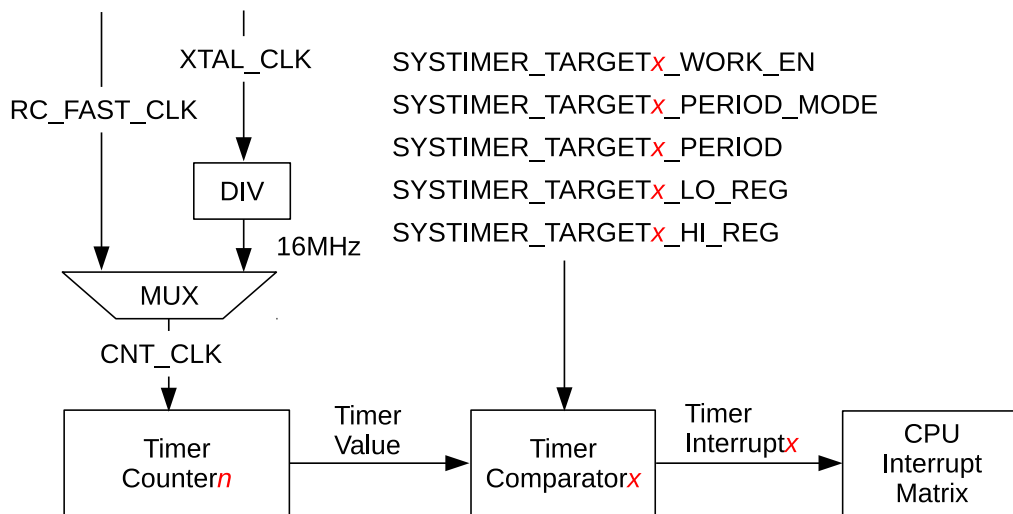 XTAL_CLK
RC_FAST_CLK
DIV
16MHz
MUX
CNT_CLK
SYSTIMER_TARGETx_WORK_EN
SYSTIMER_TARGETx_PERIOD_MODE
SYSTIMER_TARGETx_PERIOD
SYSTIMER_TARGETx_LO_REG
SYSTIMER_TARGETx_HI_REG
Timer
Countern
Timer
Value
Timer
Comparatorx
Timer
Interruptx
CPU
Interrupt
Matrix